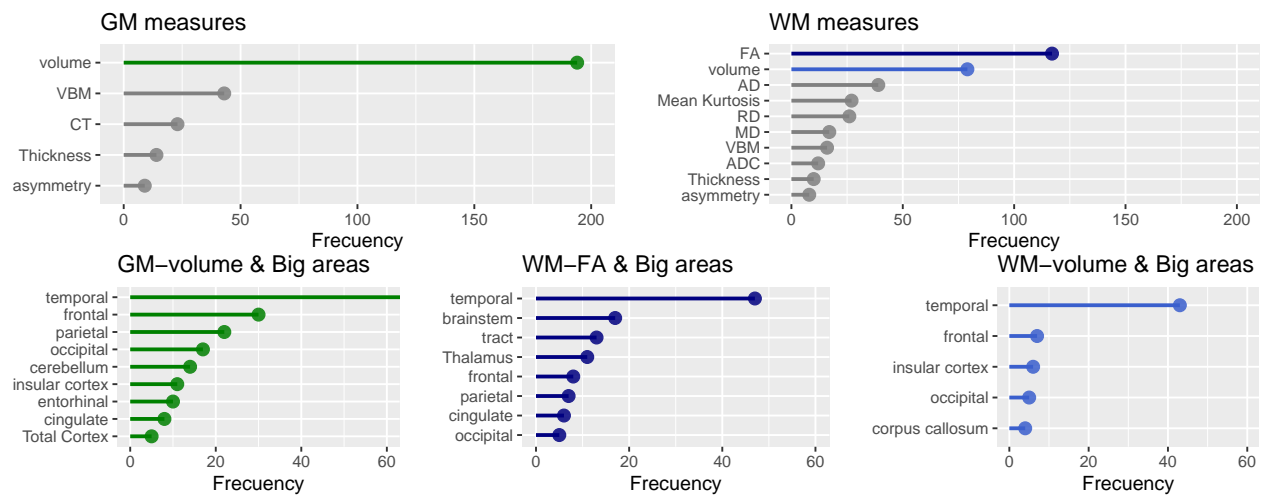 GM measures
volume
VBM
CT
Thickness
asymmetry
0 50 100 150 200
Frecuency
WM measures
FA
volume
AD
Mean Kurtosis
RD
MD
VBM
ADC
Thickness
asymmetry
0 50 100 150 200
Frecuency
GM−volume & Big areas
temporal
frontal
parietal
occipital
cerebellum
insular cortex
entorhinal
cingulate
Total Cortex
0 20 40 60
Frecuency
WM−FA & Big areas
temporal
brainstem
tract
Thalamus
frontal
parietal
cingulate
occipital
0 20 40 60
Frecuency
WM−volume & Big areas
temporal
frontal
insular cortex
occipital
corpus callosum
0 20 40 60
Frecuency